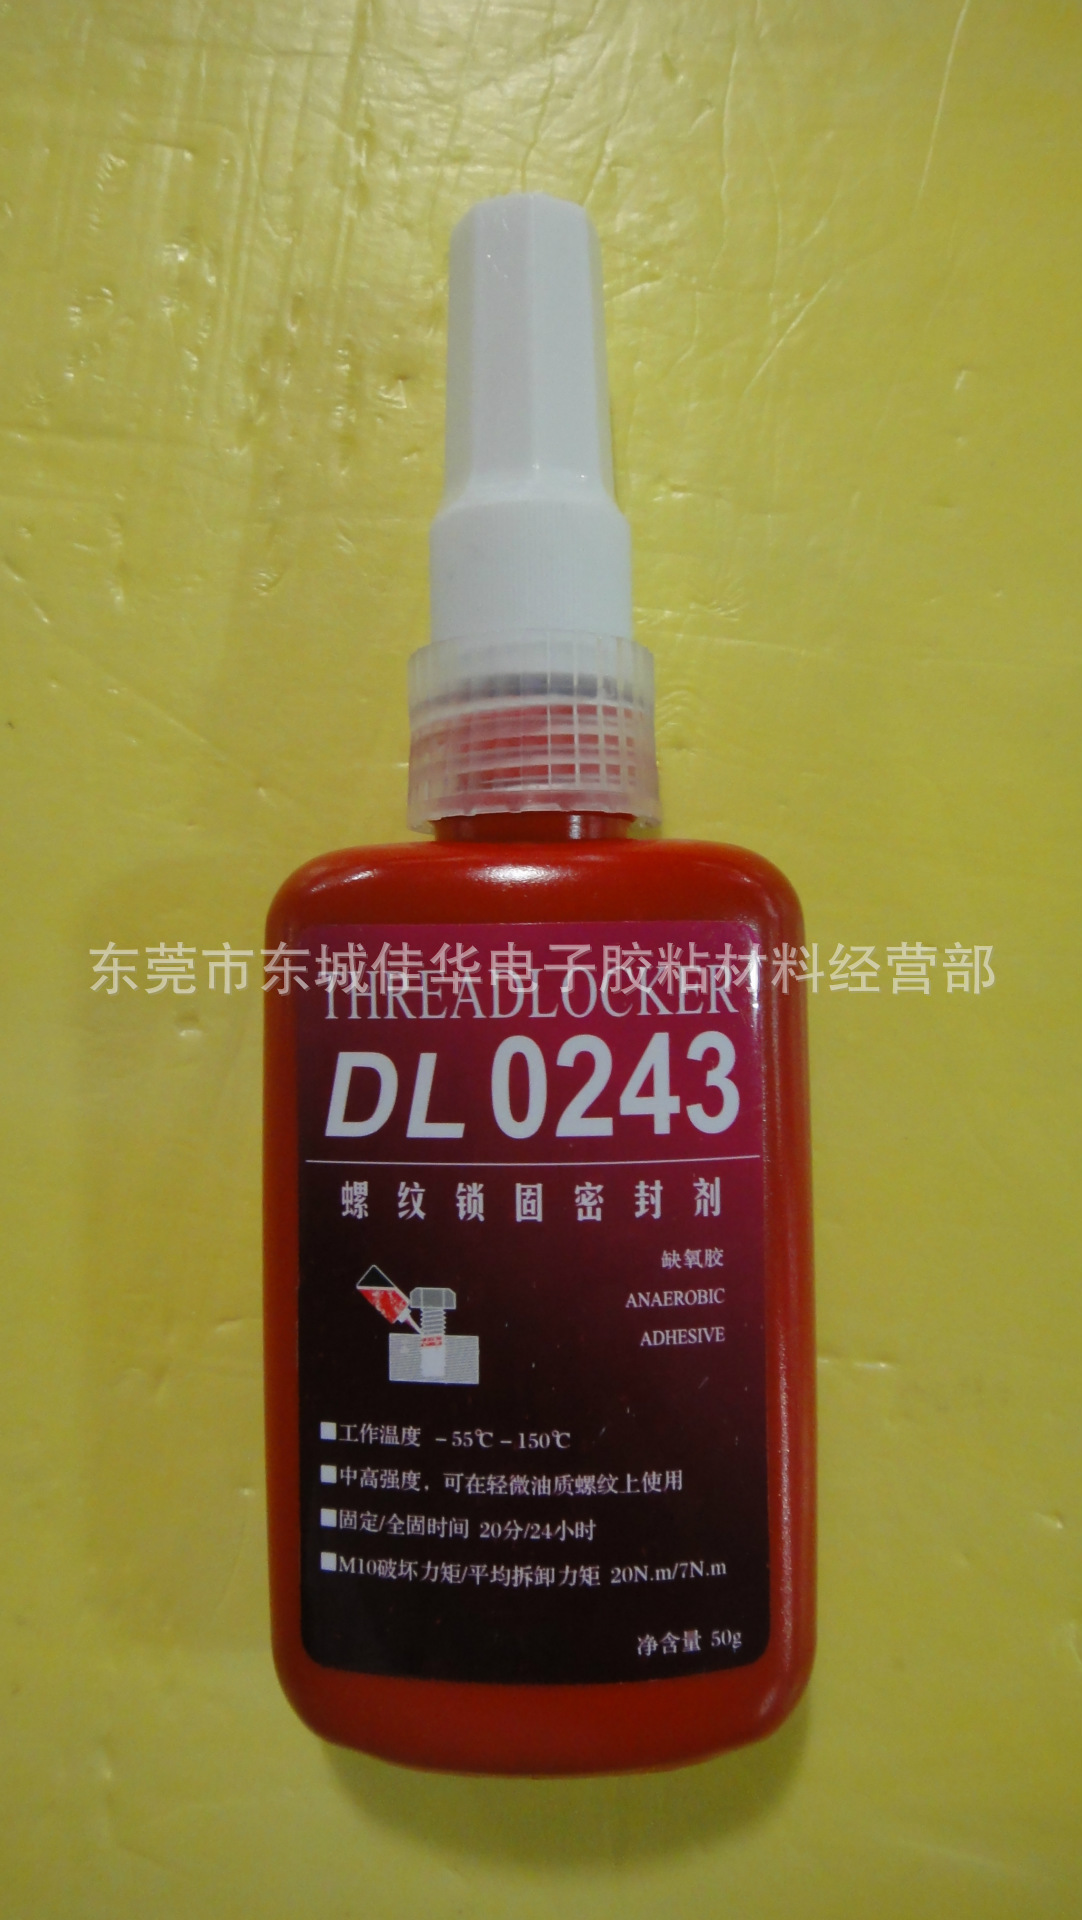 东莞市东城佳华电子胶粘材料经营部
THREADLOCKER
DL 0243
螺纹锁固密封剂
缺氧胶
ANAEROBIC
ADHESIVE
■工作温度 -55℃-150℃
■中高强度，可在轻微油质螺纹上使用
■固定/全固时间 20分/24小时
■M10破坏力矩/平均拆卸力矩 20N.m/7N.m
净含量 50g